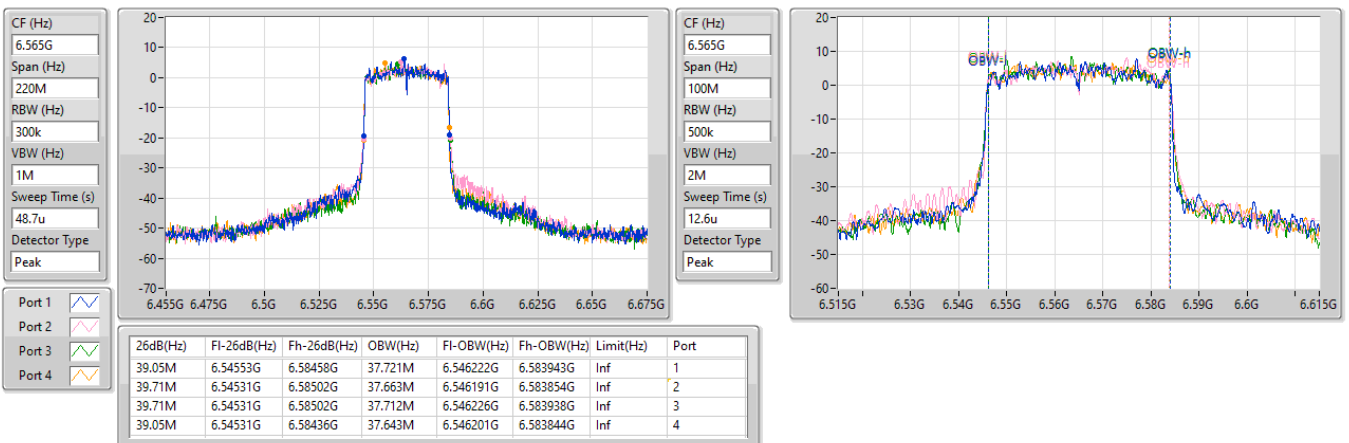 CF (Hz)
6.565G
Span (Hz)
220M
RBW (Hz)
300k
VBW (Hz)
1M
Sweep Time (s)
48.7u
Detector Type
Peak
20
10
0
-10
-20
-30
-40
-50
-60
-70
6.455G 6.475G 6.5G 6.525G 6.55G 6.575G 6.6G 6.625G 6.65G 6.675G
CF (Hz)
6.565G
Span (Hz)
100M
RBW (Hz)
500k
VBW (Hz)
2M
Sweep Time (s)
12.6u
Detector Type
Peak
20
10
0
-10
-20
-30
-40
-50
-60
OBW-
OBW-h
6.515G 6.53G 6.54G 6.55G 6.56G 6.57G 6.58G 6.59G 6.6G 6.615G
Port 1
Port 2
Port 3
Port 4
26dB(Hz) Fl-26dB(Hz) Fh-26dB(Hz) OBW(Hz) Fl-OBW(Hz) Fh-OBW(Hz) Limit(Hz) Port
39.05M 6.54553G 6.58458G 37.721M 6.546222G 6.583943G Inf 1
39.71M 6.54531G 6.58502G 37.663M 6.546191G 6.583854G Inf 2
39.71M 6.54531G 6.58502G 37.712M 6.546226G 6.583938G Inf 3
39.05M 6.54531G 6.58436G 37.643M 6.546201G 6.583844G Inf 4